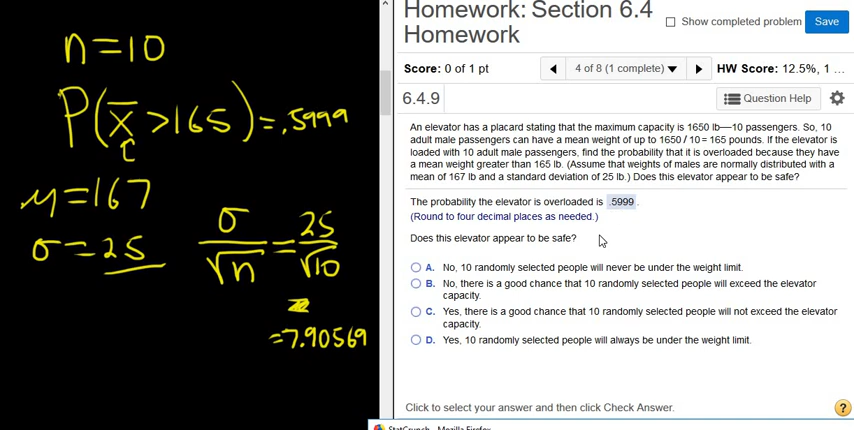 n=10
P(x̄ >165)=.5999
μ=167
σ=25
σ/√n = 25/√10
=7.90569
Homework: Section 6.4
Homework
Show completed problem
Save
Score: 0 of 1 pt
4 of 8 (1 complete)
HW Score: 12.5%, 1 ...
6.4.9
Question Help
An elevator has a placard stating that the maximum capacity is 1650 lb—10 passengers. So, 10
adult male passengers can have a mean weight of up to 1650 / 10 = 165 pounds. If the elevator is
loaded with 10 adult male passengers, find the probability that it is overloaded because they have
a mean weight greater than 165 lb. (Assume that weights of males are normally distributed with a
mean of 167 lb and a standard deviation of 25 lb.) Does this elevator appear to be safe?
The probability the elevator is overloaded is .5999
(Round to four decimal places as needed.)
Does this elevator appear to be safe?
A. No, 10 randomly selected people will never be under the weight limit.
B. No, there is a good chance that 10 randomly selected people will exceed the elevator
capacity.
C. Yes, there is a good chance that 10 randomly selected people will not exceed the elevator
capacity.
D. Yes, 10 randomly selected people will always be under the weight limit.
Click to select your answer and then click Check Answer.
?
StatCrunch - Mozilla Firefox